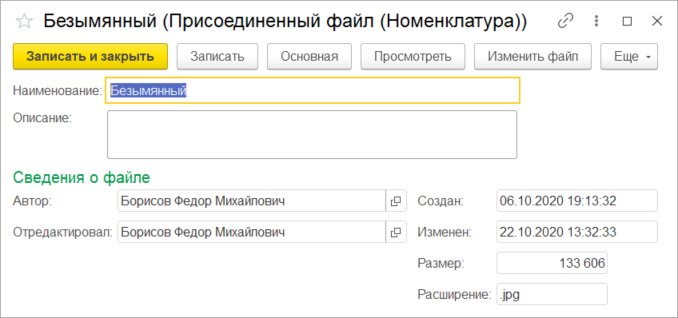 Безымянный (Присоединенный файл (Номенклатура))
Записать и закрыть Записать Основная Просмотреть Изменить файл Еще
Наименование: Безымянный
Описание:
Сведения о файле
Автор: Борисов Федор Михайлович Создан: 06.10.2020 19:13:32
Отредактировал: Борисов Федор Михайлович Изменен: 22.10.2020 13:32:33
Размер: 133 606
Расширение: .jpg